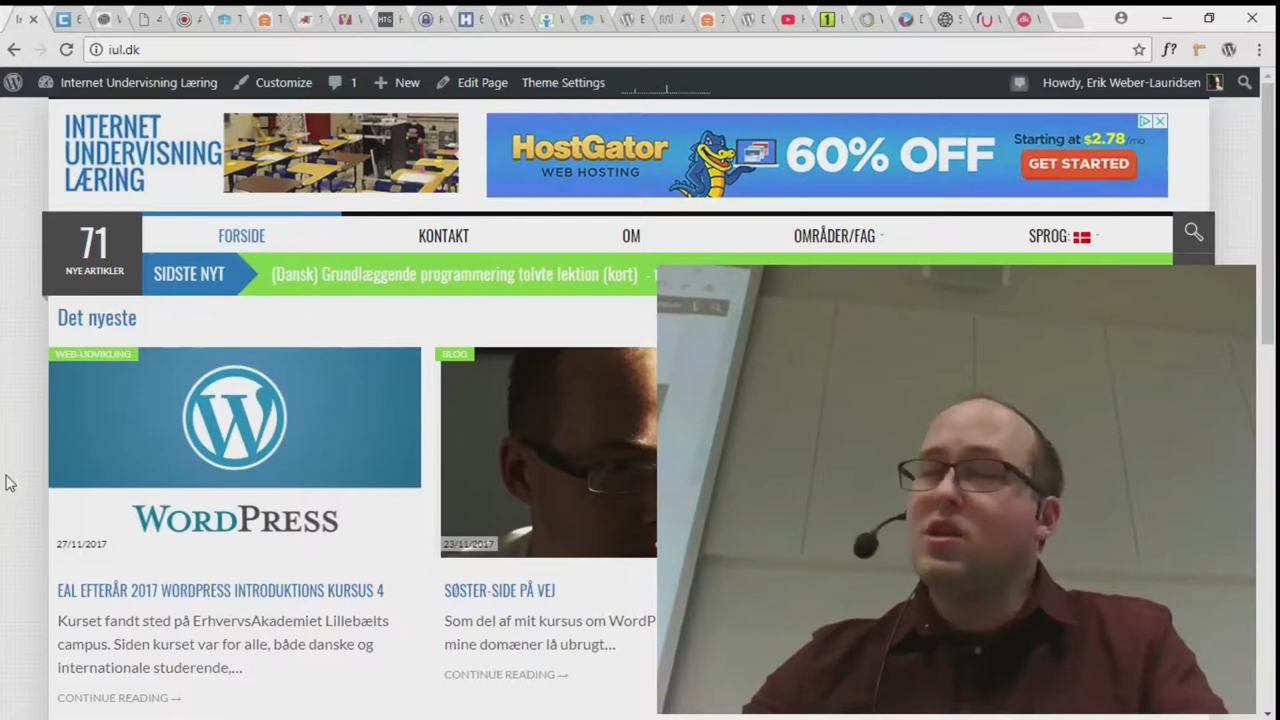 iul.dk
f?
Internet Undervisning Læring
Customize
1
New
Edit Page
Theme Settings
Howdy, Erik Weber-Lauridsen
INTERNET
UNDERVISNING
LÆRING
HostGator
WEB HOSTING
60% OFF
Starting at $2.78/mo
GET STARTED
71
NYE ARTIKLER
FORSIDE
KONTAKT
OM
OMRÅDER/FAG
SPROG:
SIDSTE NYT
(Dansk) Grundlæggende programmering tolvte lektion (kort) - 1
Det nyeste
WEB-UDVIKLING
WORDPRESS
27/11/2017
EAL EFTERÅR 2017 WORDPRESS INTRODUKTIONS KURSUS 4
Kurset fandt sted på ErhvervsAkademiet Lillebælts
campus. Siden kurset var for alle, både danske og
internationale studerende,...
CONTINUE READING →
BLOG
23/11/2017
SØSTER-SIDE PÅ VEJ
Som del af mit kursus om WordP
mine domæner lå ubrugt...
CONTINUE READING →